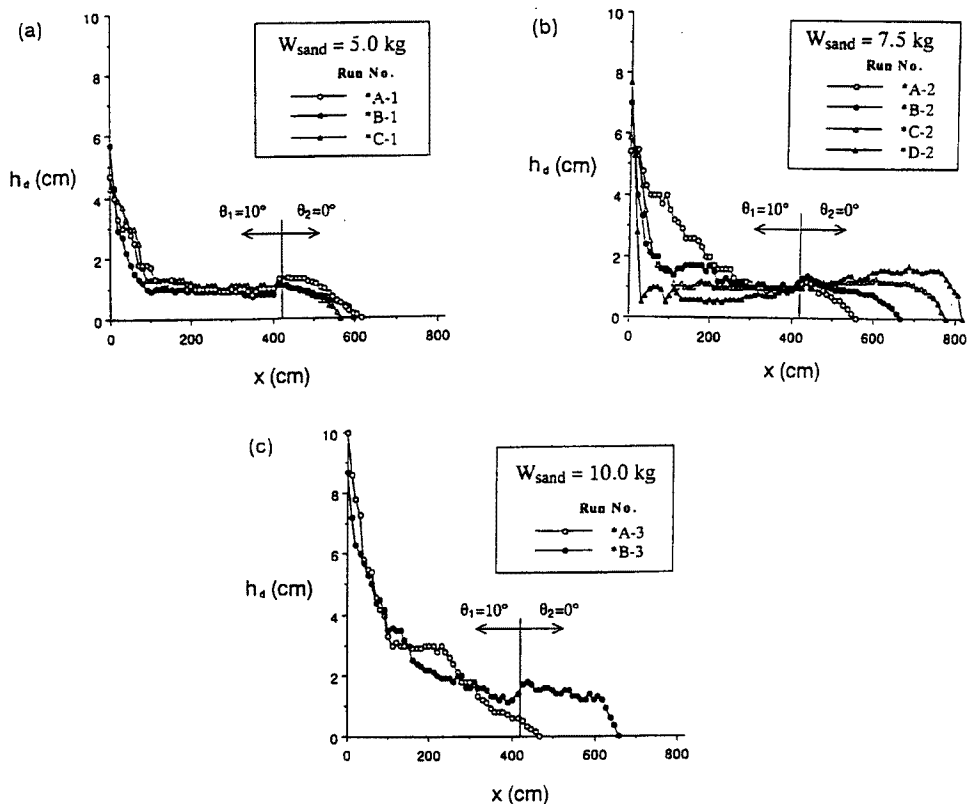 (a)
10
8
6
4
2
0
h_d (cm)
W_sand = 5.0 kg
Run No.
*A-1
*B-1
*C-1
θ₁=10° θ₂=0°
0 200 400 600 800
x (cm)
(b)
10
8
6
4
2
0
h_d (cm)
W_sand = 7.5 kg
Run No.
*A-2
*B-2
*C-2
*D-2
θ₁=10° θ₂=0°
0 200 400 600 800
x (cm)
(c)
10
8
6
4
2
0
h_d (cm)
W_sand = 10.0 kg
Run No.
*A-3
*B-3
θ₁=10° θ₂=0°
0 200 400 600 800
x (cm)